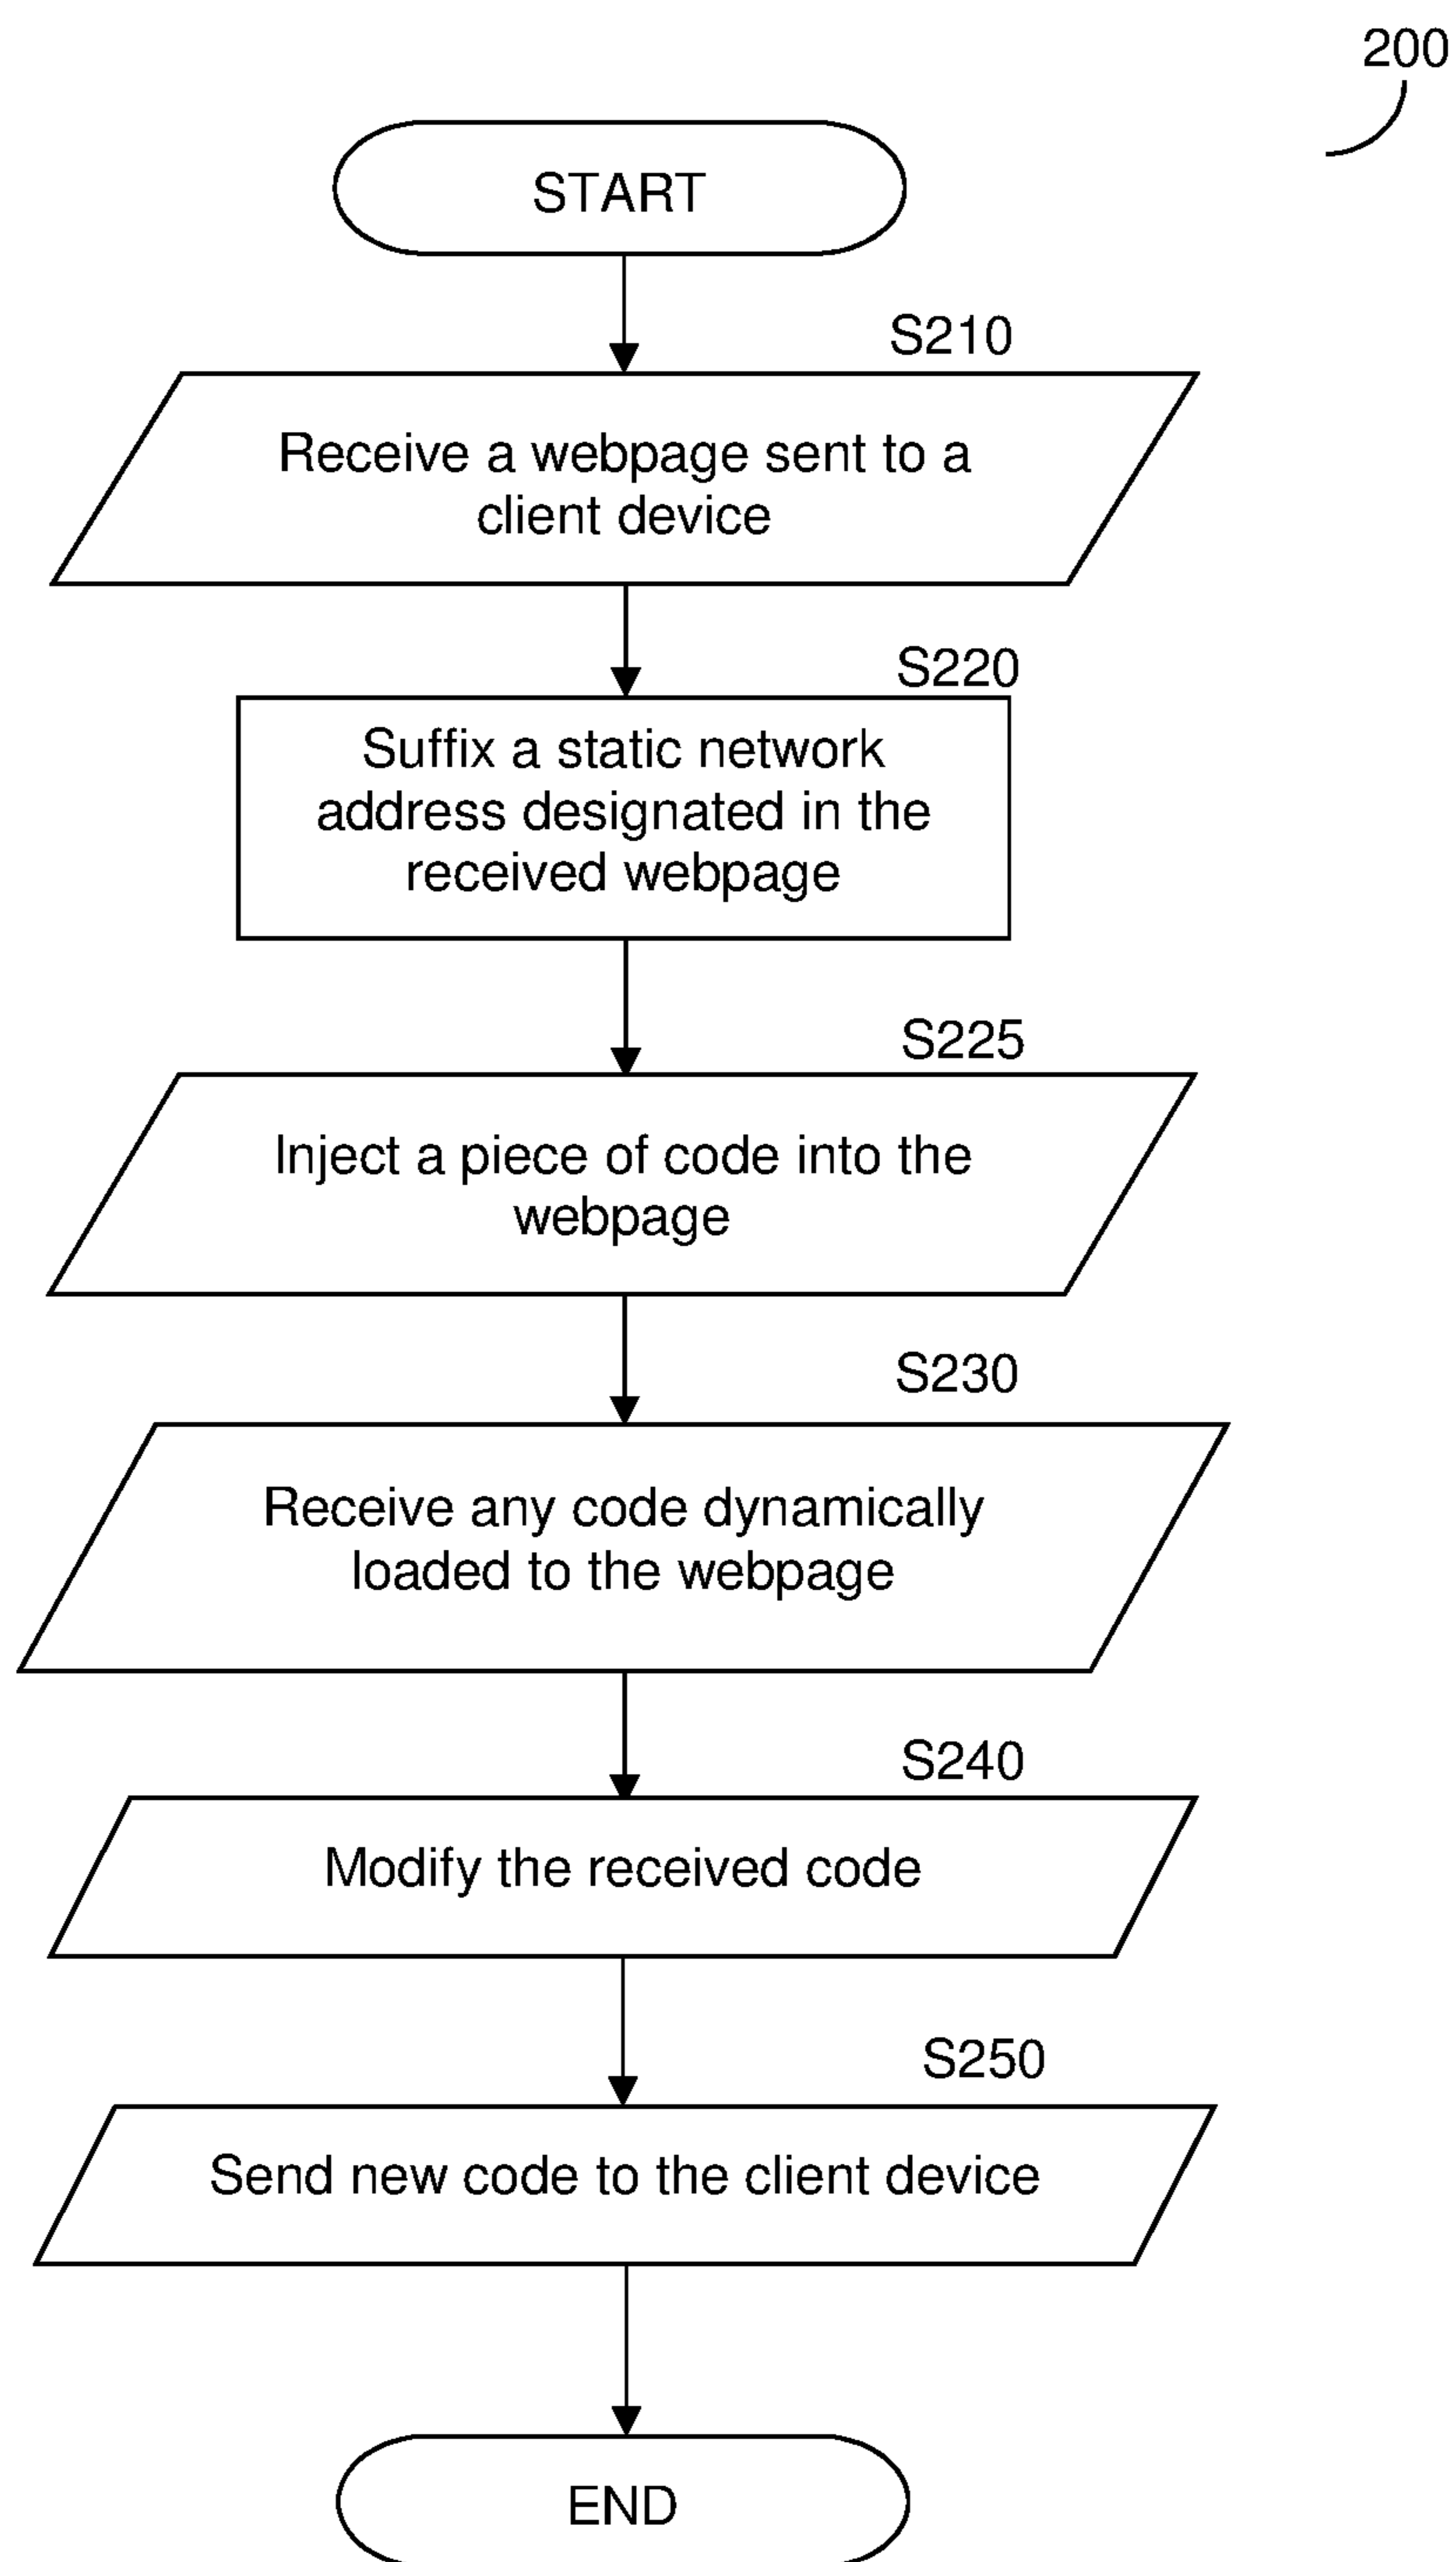 200
START
S210
Receive a webpage sent to a
client device
S220
Suffix a static network
address designated in the
received webpage
S225
Inject a piece of code into the
webpage
S230
Receive any code dynamically
loaded to the webpage
S240
Modify the received code
S250
Send new code to the client device
END